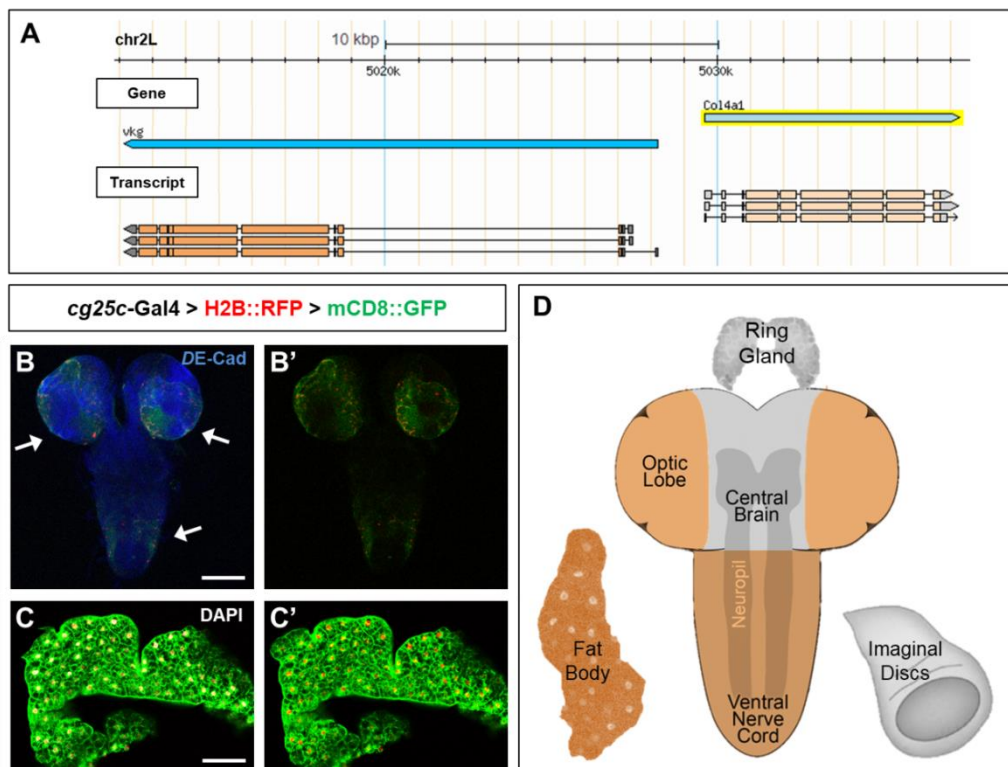 A
chr2L
10 kbp
5020k
5030k
Gene
Col4a1
vkg
Transcript
cg25c-Gal4 > H2B::RFP > mCD8::GFP
B
DE-Cad
B'
C
DAPI
C'
D
Ring
Gland
Optic
Lobe
Central
Brain
Neuropil
Fat
Body
Imaginal
Discs
Ventral
Nerve
Cord